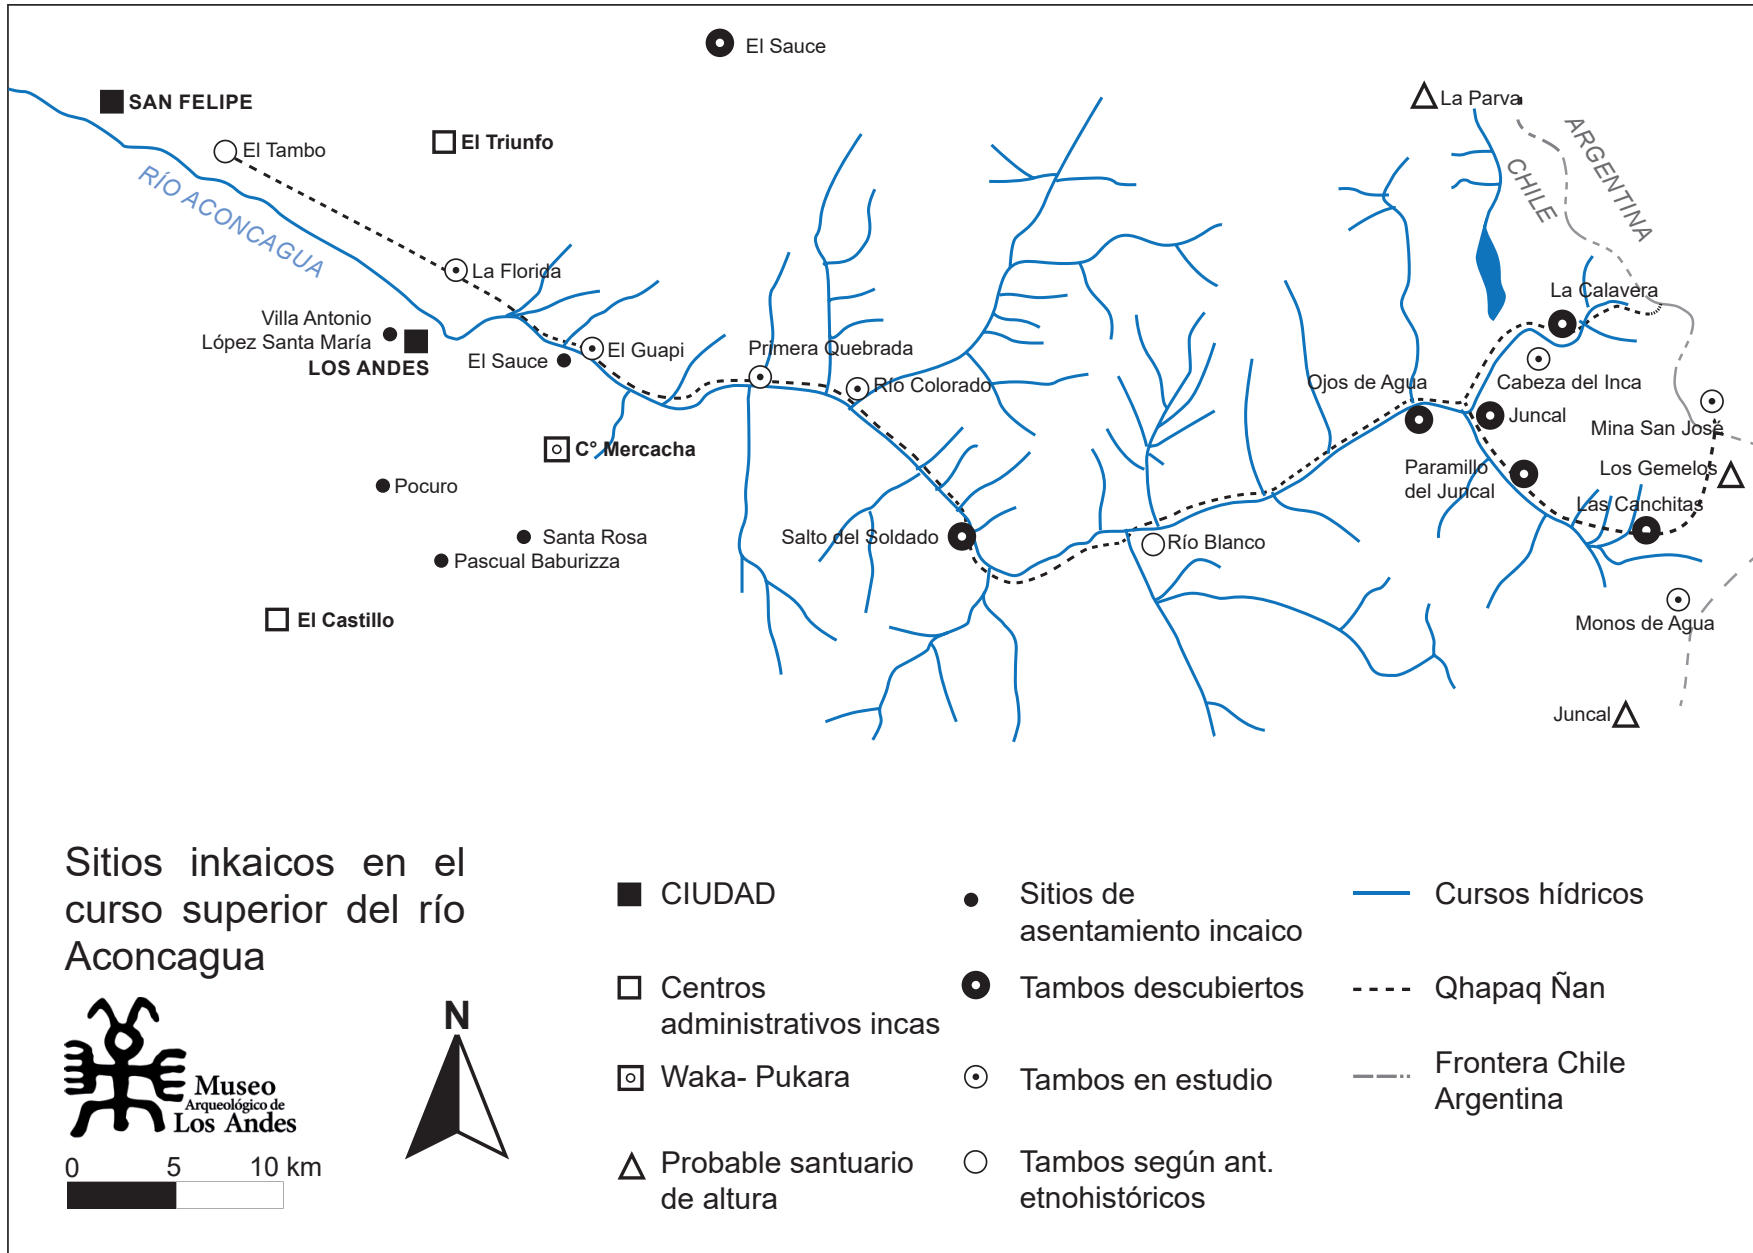 El Sauce
SAN FELIPE
La Parva
ARGENTINA
CHILE
El Triunfo
El Tambo
RÍO ACONCAGUA
La Florida
La Calavera
Villa Antonio
López Santa María
LOS ANDES
El Sauce
El Guapi
Primera Quebrada
Río Colorado
Ojos de Agua
Cabeza del Inca
Juncal
Mina San José
C° Mercacha
Paramillo
del Juncal
Los Gemelos
Las Canchitas
Pocuro
Santa Rosa
Pascual Baburizza
Salto del Soldado
Río Blanco
El Castillo
Monos de Agua
Juncal
Sitios inkaicos en el
curso superior del río
Aconcagua
Museo
Arqueológico de
Los Andes
0 5 10 km
N
CIUDAD
Centros
administrativos incas
Waka- Pukara
Probable santuario
de altura
Sitios de
asentamiento incaico
Tambos descubiertos
Tambos en estudio
Tambos según ant.
etnohistóricos
Cursos hídricos
Qhapaq Ñan
Frontera Chile
Argentina